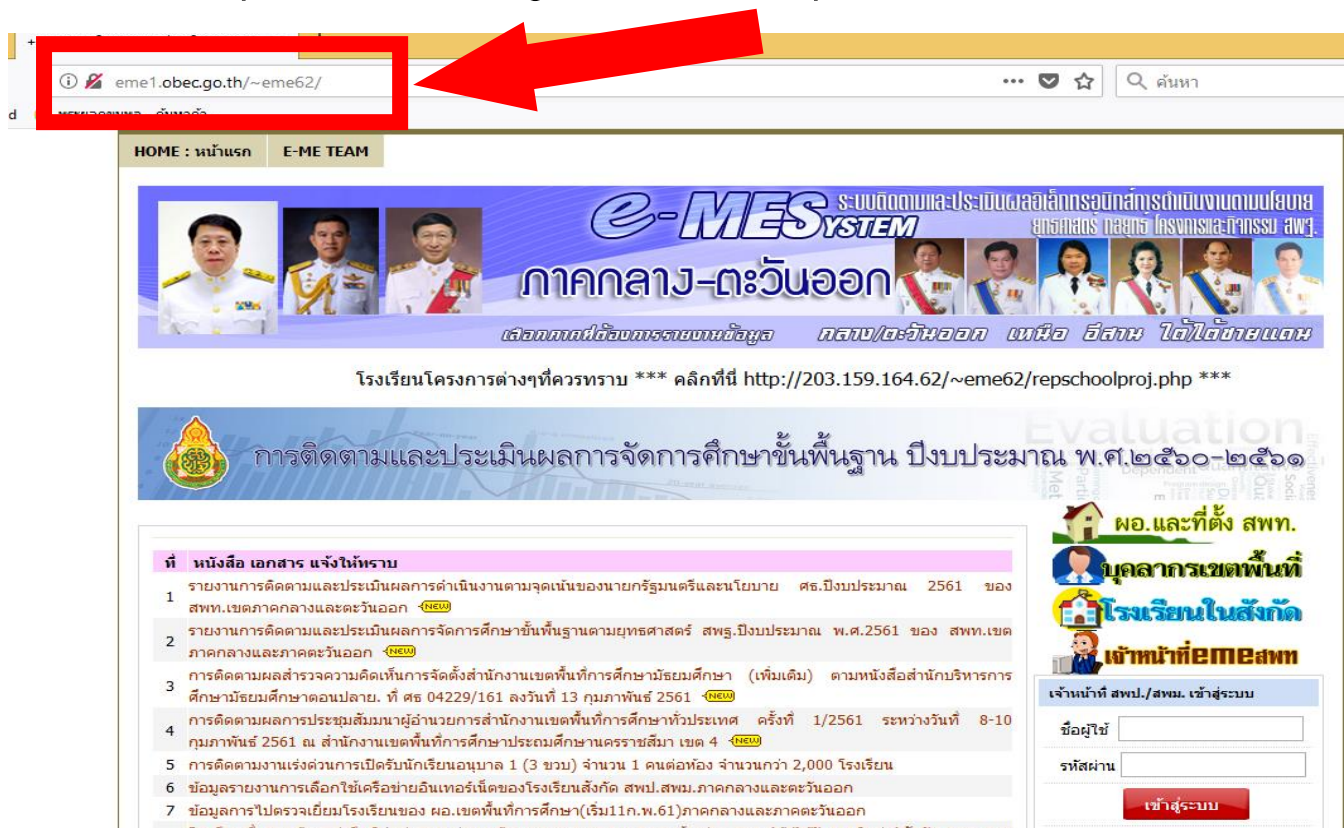 eme1.obec.go.th/~eme62/
ค้นหา
HOME : หน้าแรก E-ME TEAM
e-MES SYSTEM ระบบติดตามและประเมินผลอิเล็กทรอนิกส์การดำเนินงานตามนโยบาย
ยุทธศาสตร์ กลยุทธ์ โครงการและกิจกรรม สพฐ.
ภาคกลาง-ตะวันออก
เลือกภาคที่ต้องการรายงานข้อมูล กลาง/ตะวันออก เหนือ อีสาน ใต้/ใต้ชายแดน
โรงเรียนโครงการต่างๆที่ควรทราบ *** คลิกที่นี่ http://203.159.164.62/~eme62/repschoolproj.php ***
Evaluation
การติดตามและประเมินผลการจัดการศึกษาขั้นพื้นฐาน ปีงบประมาณ พ.ศ.๒๕๖๐-๒๕๖๑
ผอ.และที่ตั้ง สพท.
บุคลากรเขตพื้นที่
โรงเรียนในสังกัด
เจ้าหน้าที่emeสพท
ที่ หนังสือ เอกสาร แจ้งให้ทราบ
1 รายงานการติดตามและประเมินผลการดำเนินงานตามจุดเน้นของนายกรัฐมนตรีและนโยบาย ศธ.ปีงบประมาณ 2561 ของ
สพท.เขตภาคกลางและตะวันออก NEW
2 รายงานการติดตามและประเมินผลการจัดการศึกษาขั้นพื้นฐานตามยุทธศาสตร์ สพฐ.ปีงบประมาณ พ.ศ.2561 ของ สพท.เขต
ภาคกลางและภาคตะวันออก NEW
3 การติดตามผลสำรวจความคิดเห็นการจัดตั้งสำนักงานเขตพื้นที่การศึกษามัธยมศึกษา (เพิ่มเติม) ตามหนังสือสำนักบริหารการ
ศึกษามัธยมศึกษาตอนปลาย. ที่ ศธ 04229/161 ลงวันที่ 13 กุมภาพันธ์ 2561 NEW
4 การติดตามผลการประชุมสัมมนาผู้อำนวยการสำนักงานเขตพื้นที่การศึกษาทั่วประเทศ ครั้งที่ 1/2561 ระหว่างวันที่ 8-10
กุมภาพันธ์ 2561 ณ สำนักงานเขตพื้นที่การศึกษาประถมศึกษานครราชสีมา เขต 4 NEW
5 การติดตามงานเร่งด่วนการเปิดรับนักเรียนอนุบาล 1 (3 ขวบ) จำนวน 1 คนต่อห้อง จำนวนกว่า 2,000 โรงเรียน
6 ข้อมูลรายงานการเลือกใช้เครือข่ายอินเทอร์เน็ตของโรงเรียนสังกัด สพป.สพม.ภาคกลางและตะวันออก
7 ข้อมูลการไปตรวจเยี่ยมโรงเรียนของ ผอ.เขตพื้นที่การศึกษา(เริ่ม11ก.พ.61)ภาคกลางและภาคตะวันออก
เจ้าหน้าที่ สพป./สพม. เข้าสู่ระบบ
ชื่อผู้ใช้
รหัสผ่าน
เข้าสู่ระบบ